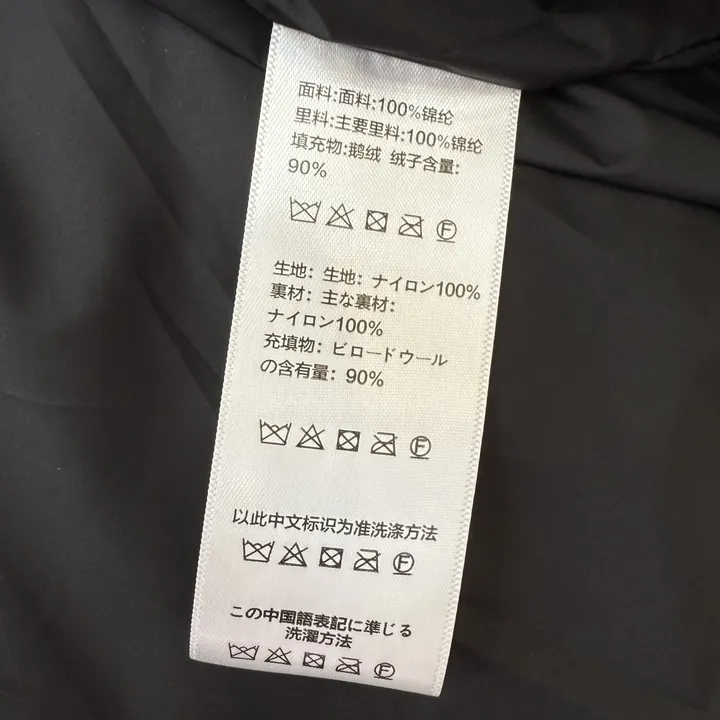 面料:面料:100%锦纶
里料:主要里料:100%锦纶
填充物:鹅绒 绒子含量:
90%
F
生地: 生地: ナイロン100%
裏材: 主な裏材:
ナイロン100%
充填物: ビロードウール
の含有量: 90%
F
以此中文标识为准洗涤方法
F
この中国語表記に準じる
洗濯方法
F